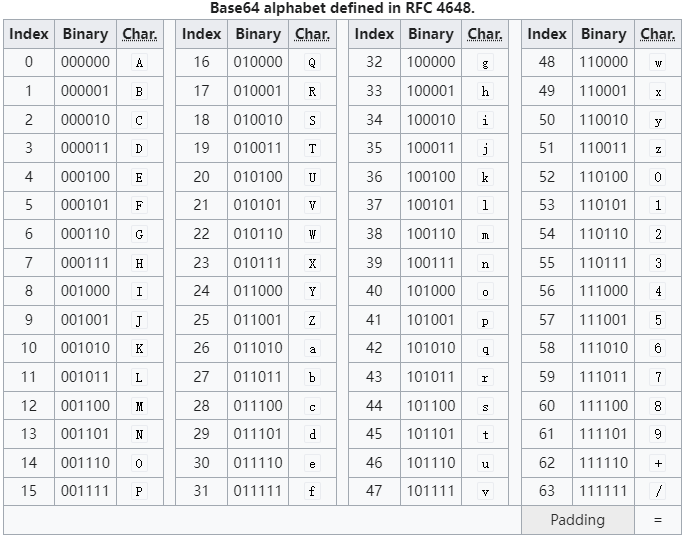 Base64 alphabet defined in RFC 4648.
Index Binary Char. Index Binary Char. Index Binary Char. Index Binary Char.
0 000000 A 16 010000 Q 32 100000 g 48 110000 w
1 000001 B 17 010001 R 33 100001 h 49 110001 x
2 000010 C 18 010010 S 34 100010 i 50 110010 y
3 000011 D 19 010011 T 35 100011 j 51 110011 z
4 000100 E 20 010100 U 36 100100 k 52 110100 0
5 000101 F 21 010101 V 37 100101 l 53 110101 1
6 000110 G 22 010110 W 38 100110 m 54 110110 2
7 000111 H 23 010111 X 39 100111 n 55 110111 3
8 001000 I 24 011000 Y 40 101000 o 56 111000 4
9 001001 J 25 011001 Z 41 101001 p 57 111001 5
10 001010 K 26 011010 a 42 101010 q 58 111010 6
11 001011 L 27 011011 b 43 101011 r 59 111011 7
12 001100 M 28 011100 c 44 101100 s 60 111100 8
13 001101 N 29 011101 d 45 101101 t 61 111101 9
14 001110 O 30 011110 e 46 101110 u 62 111110 +
15 001111 P 31 011111 f 47 101111 v 63 111111 /
Padding =